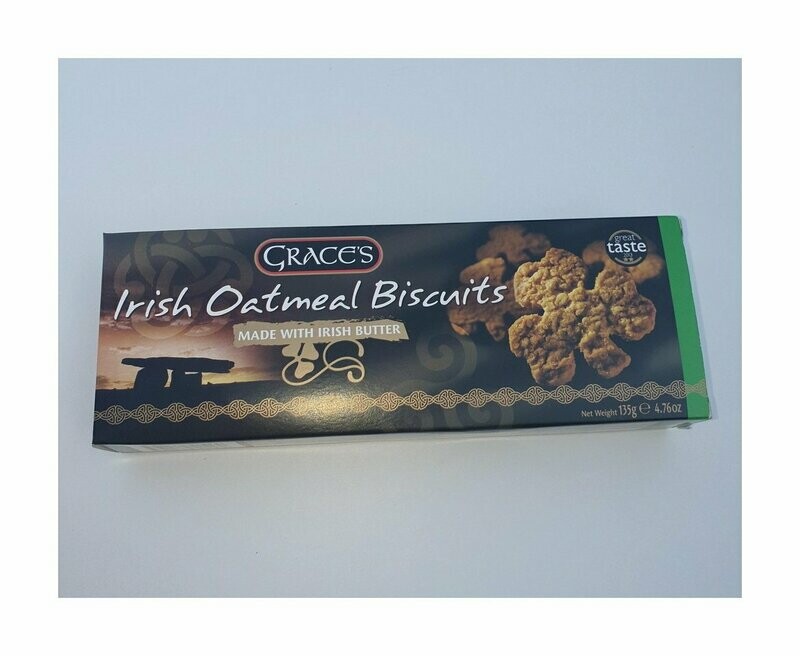 GRACE'S
great
taste
Irish Oatmeal Biscuits
MADE WITH IRISH BUTTER
Net Weight 135g ℮ 4.76oz